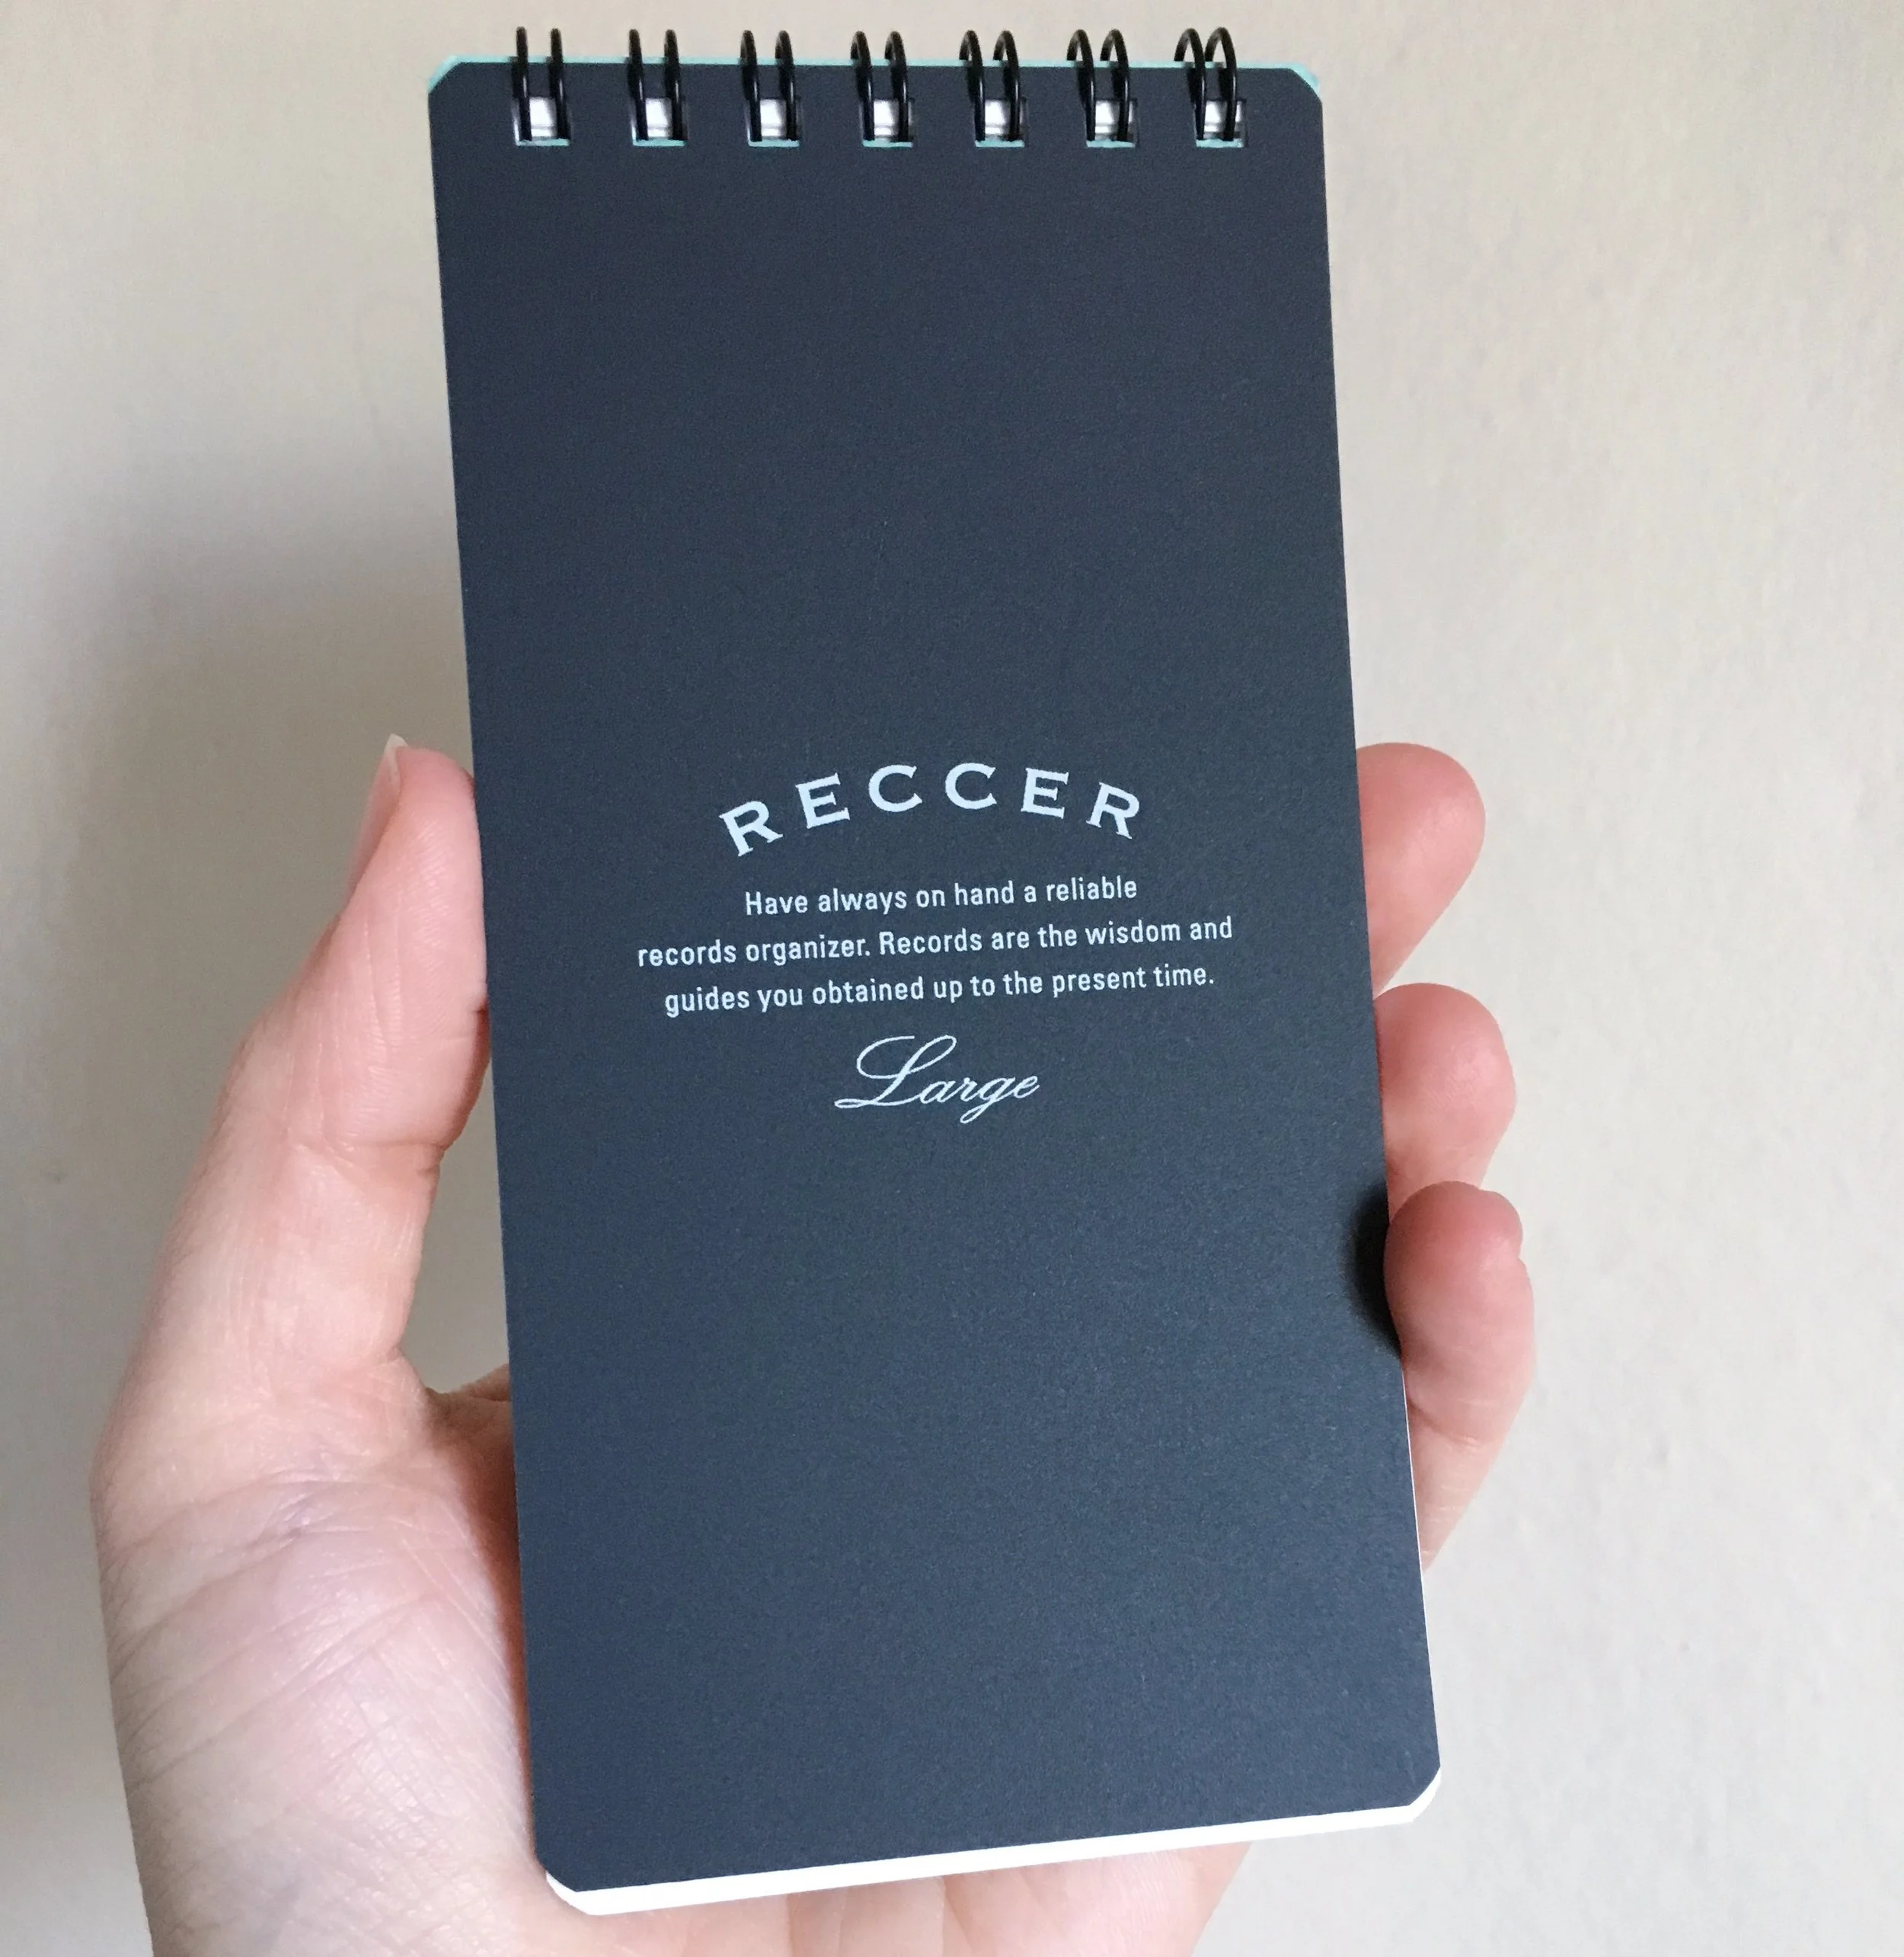 RECCER
Have always on hand a reliable
records organizer. Records are the wisdom and
guides you obtained up to the present time.
Large